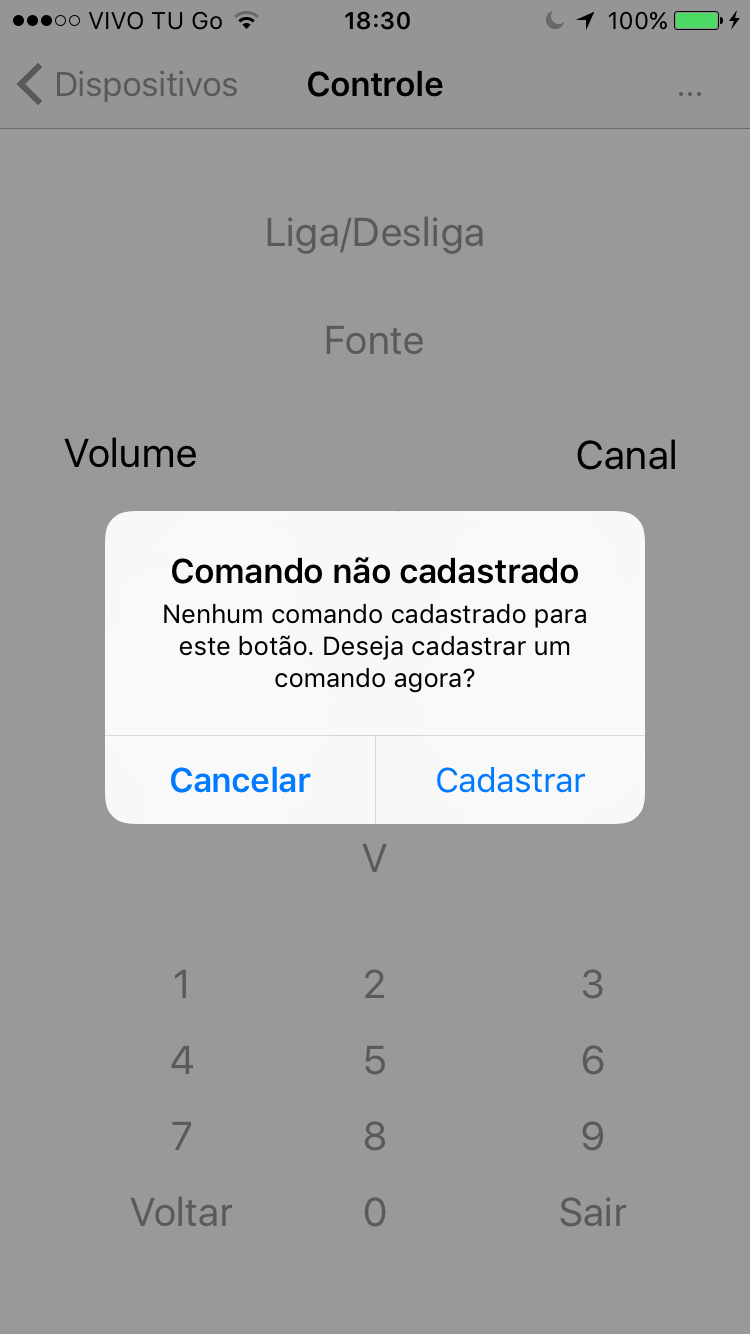 VIVO TU Go 18:30 100%
Dispositivos Controle ...
Liga/Desliga
Fonte
Volume Canal
Comando não cadastrado
Nenhum comando cadastrado para
este botão. Deseja cadastrar um
comando agora?
Cancelar Cadastrar
V
1 2 3
4 5 6
7 8 9
Voltar 0 Sair